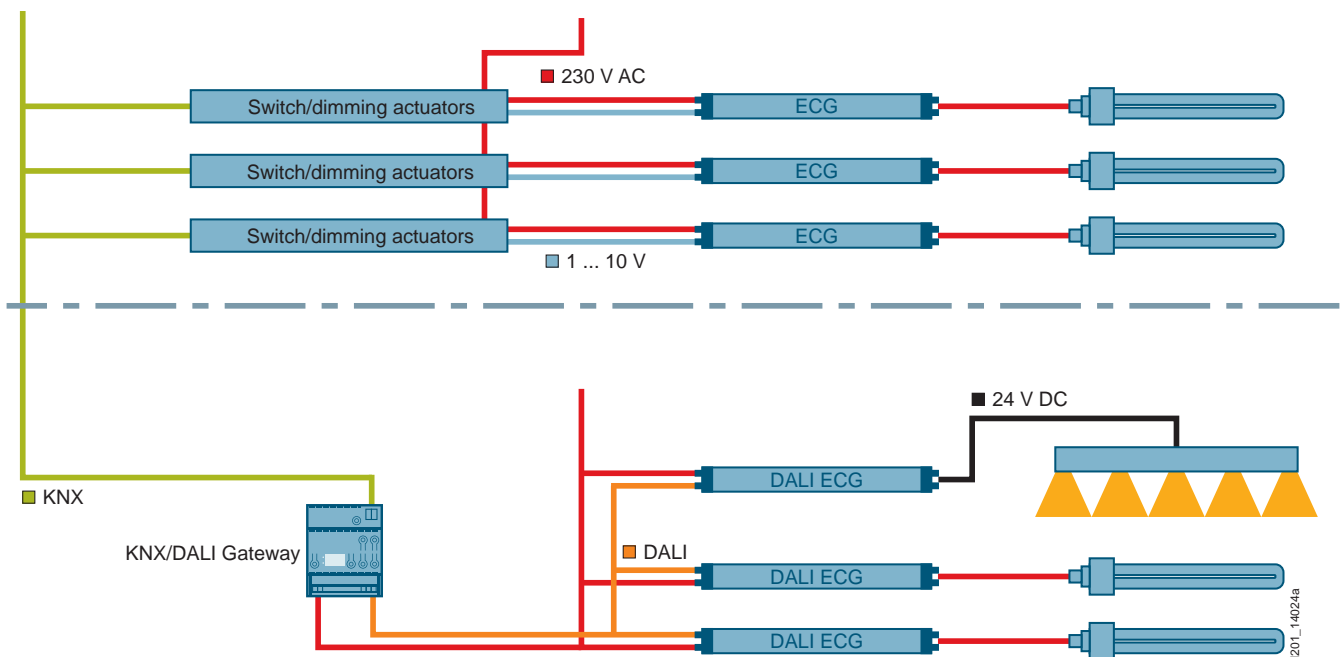 230 V AC
Switch/dimming actuators
ECG
Switch/dimming actuators
ECG
Switch/dimming actuators
ECG
1 ... 10 V
24 V DC
DALI ECG
KNX
KNX/DALI Gateway
DALI
DALI ECG
DALI ECG
I201_14024a